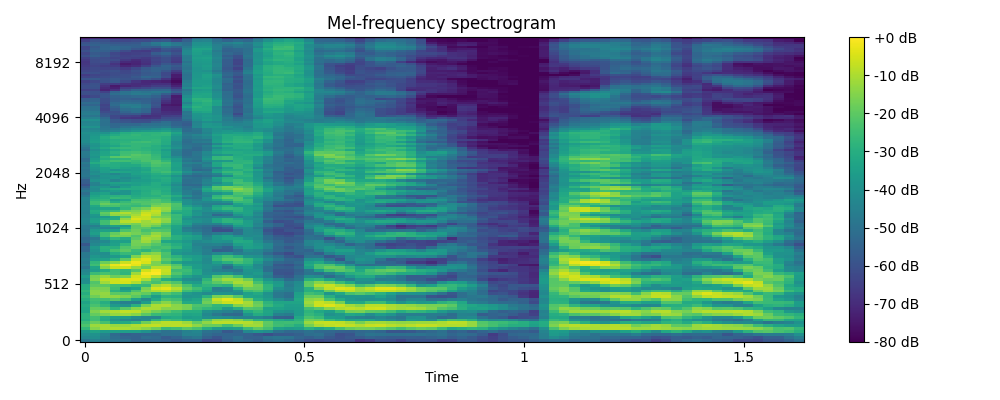 Mel-frequency spectrogram
Hz
8192
4096
2048
1024
512
0
0
0.5
1
1.5
Time
+0 dB
-10 dB
-20 dB
-30 dB
-40 dB
-50 dB
-60 dB
-70 dB
-80 dB